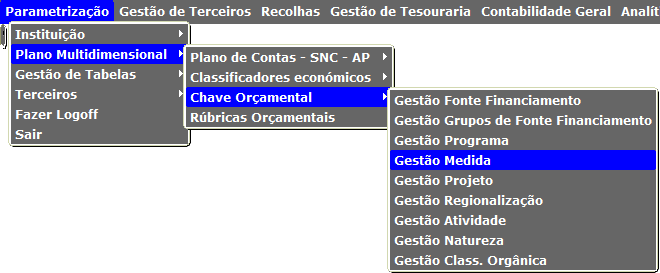 Parametrização Gestão de Terceiros Recolhas Gestão de Tesouraria Contabilidade Geral Analít
Instituição
Plano Multidimensional
Gestão de Tabelas
Terceiros
Fazer Logoff
Sair
Plano de Contas - SNC - AP
Classificadores económicos
Chave Orçamental
Rúbricas Orçamentais
Gestão Fonte Financiamento
Gestão Grupos de Fonte Financiamento
Gestão Programa
Gestão Medida
Gestão Projeto
Gestão Regionalização
Gestão Atividade
Gestão Natureza
Gestão Class. Orgânica